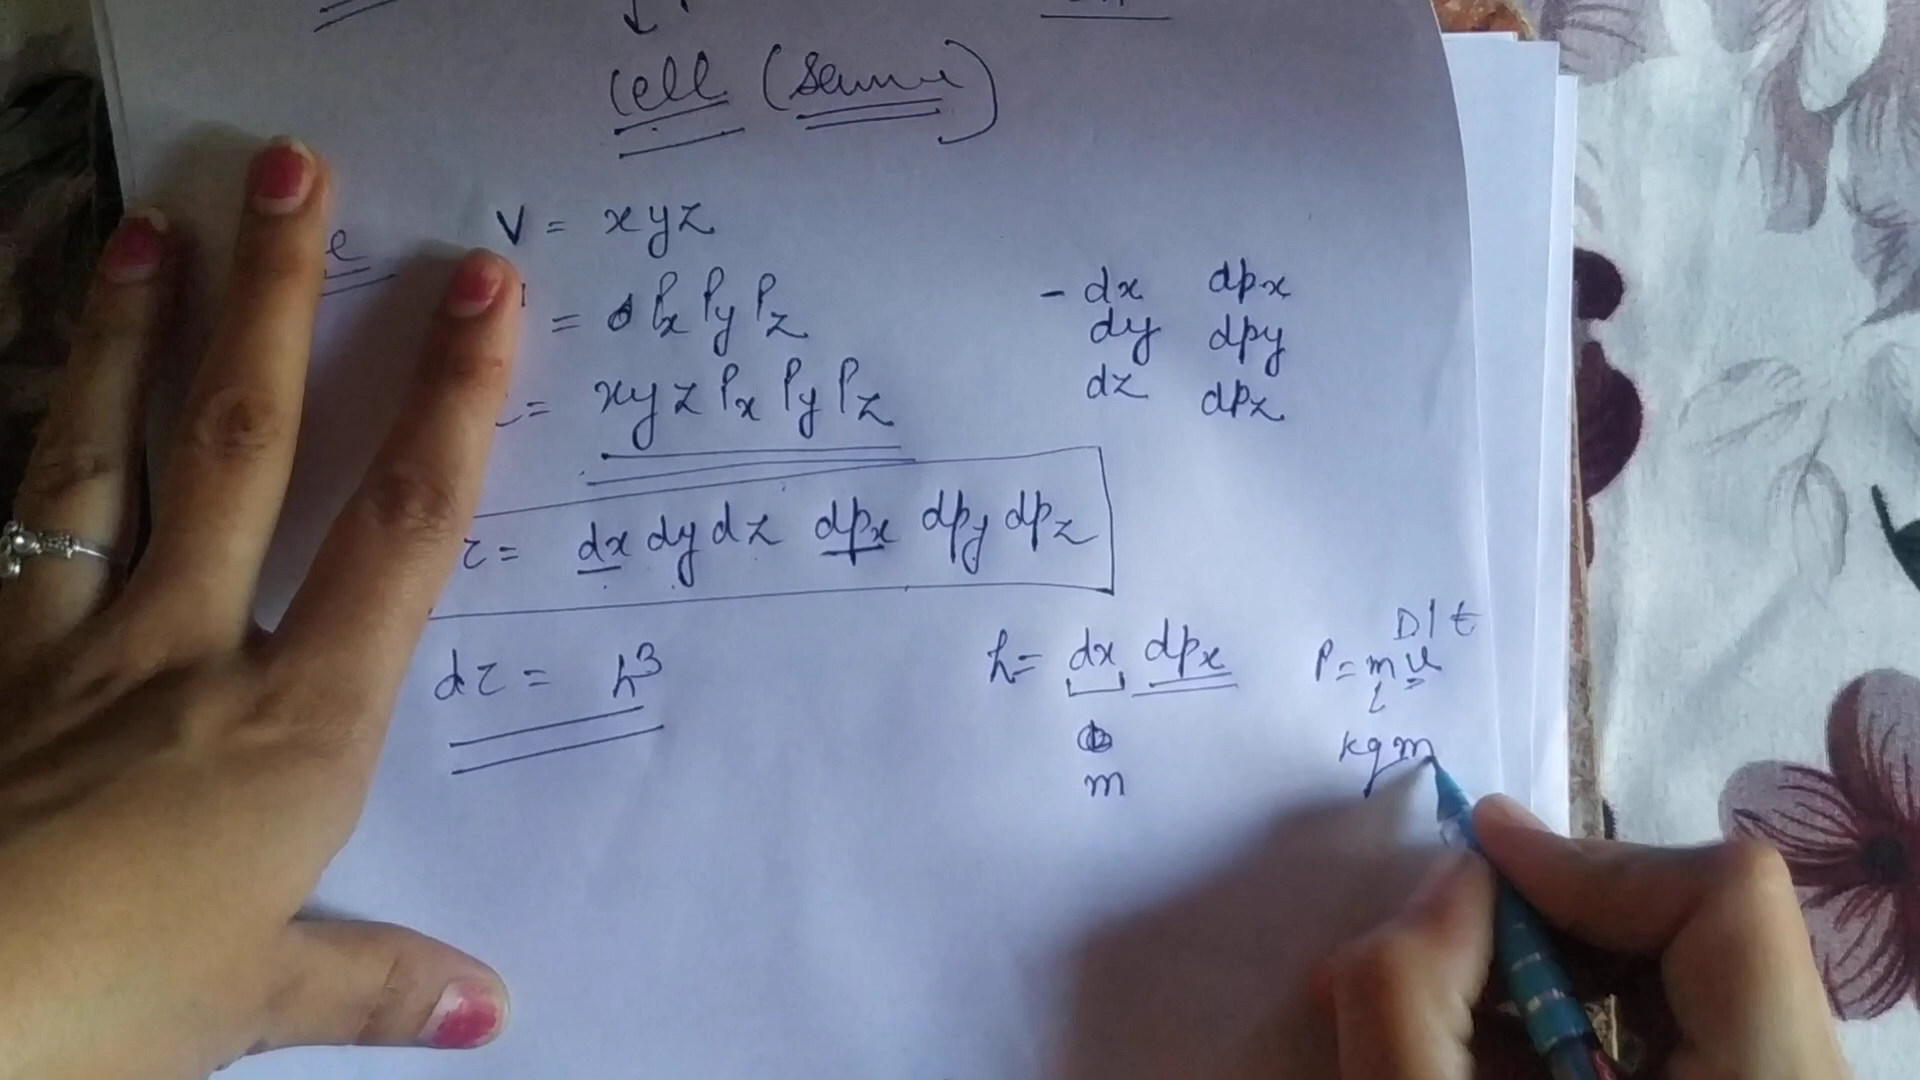 cell (same)
V = xyz
= Px Py Pz
= xyz Px Py Pz
- dx dpx
dy dpy
dz dpz
τ = dx dy dz dpx dpy dpz
dτ = h³
h = dx dpx
m
D/t
P = mv
kg m